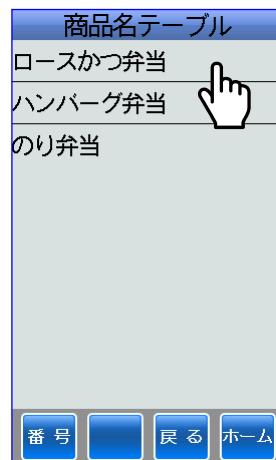 商品名テーブル
ロースかつ弁当
ハンバーグ弁当
のり弁当
番号 戻る ホーム